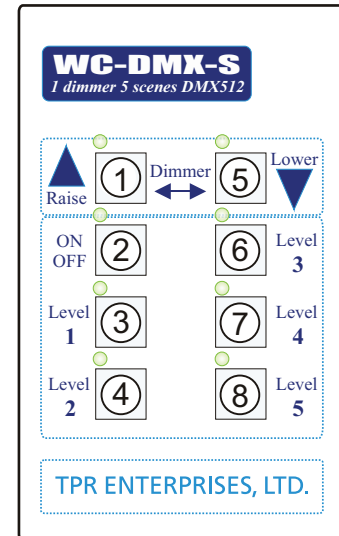 WC-DMX-S
1 dimmer 5 scenes DMX512
Raise
1
Dimmer
5
Lower
ON
OFF
2
6
Level
3
Level
1
3
7
Level
4
Level
2
4
8
Level
5
TPR ENTERPRISES, LTD.